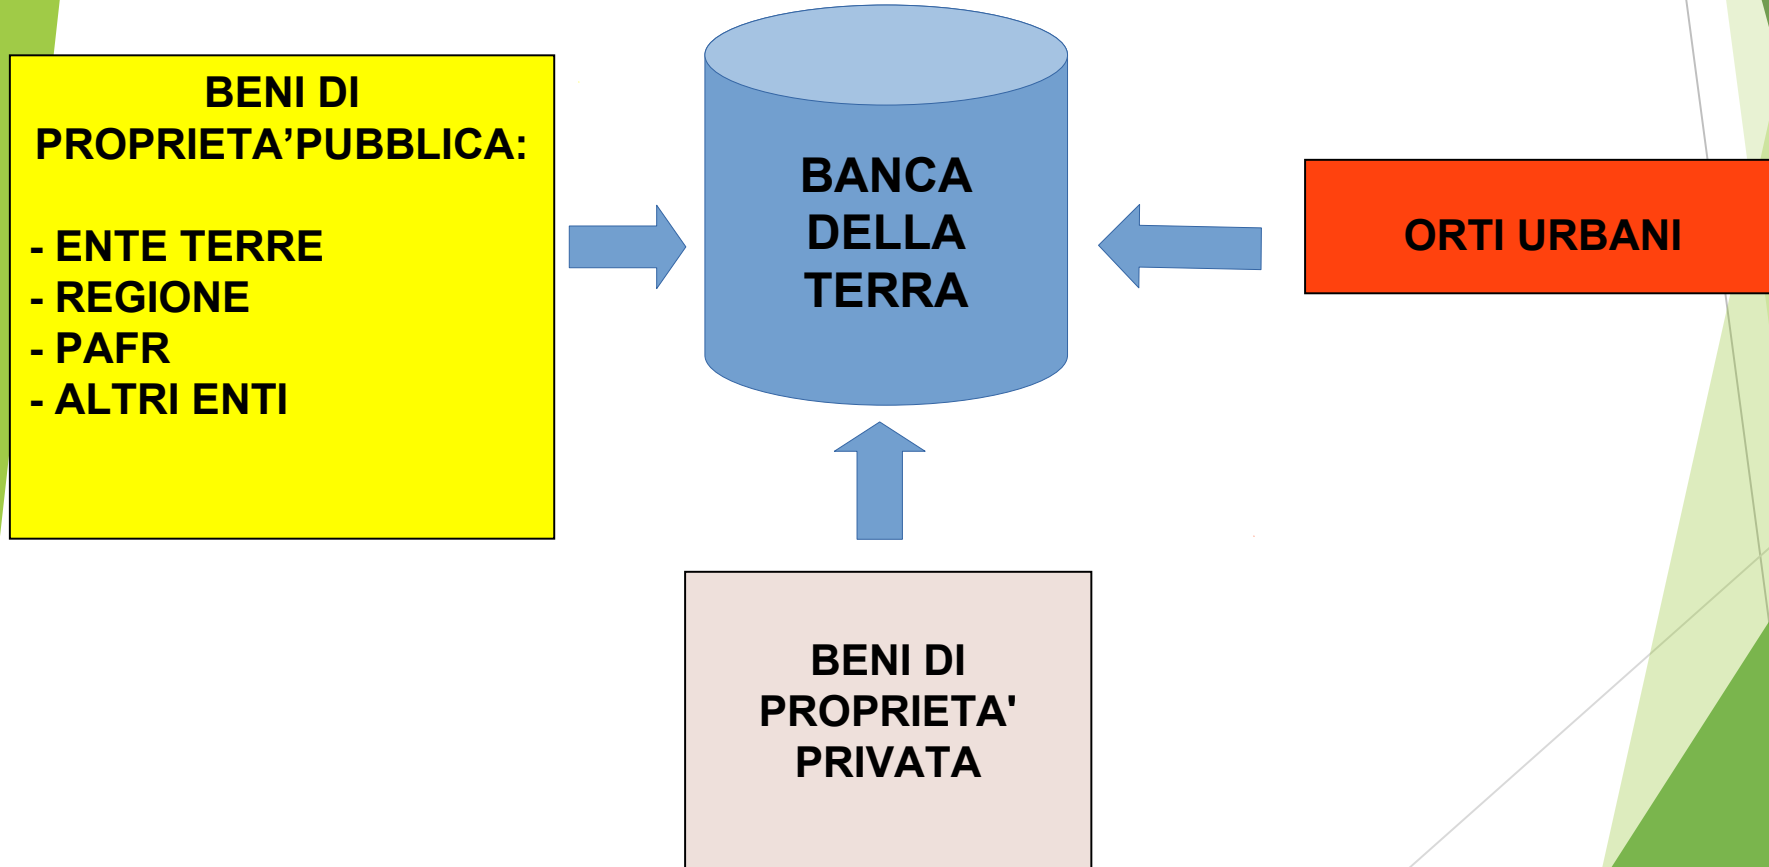 BENI DI
PROPRIETA’PUBBLICA:
- ENTE TERRE
- REGIONE
- PAFR
- ALTRI ENTI
BANCA
DELLA
TERRA
ORTI URBANI
BENI DI
PROPRIETA'
PRIVATA